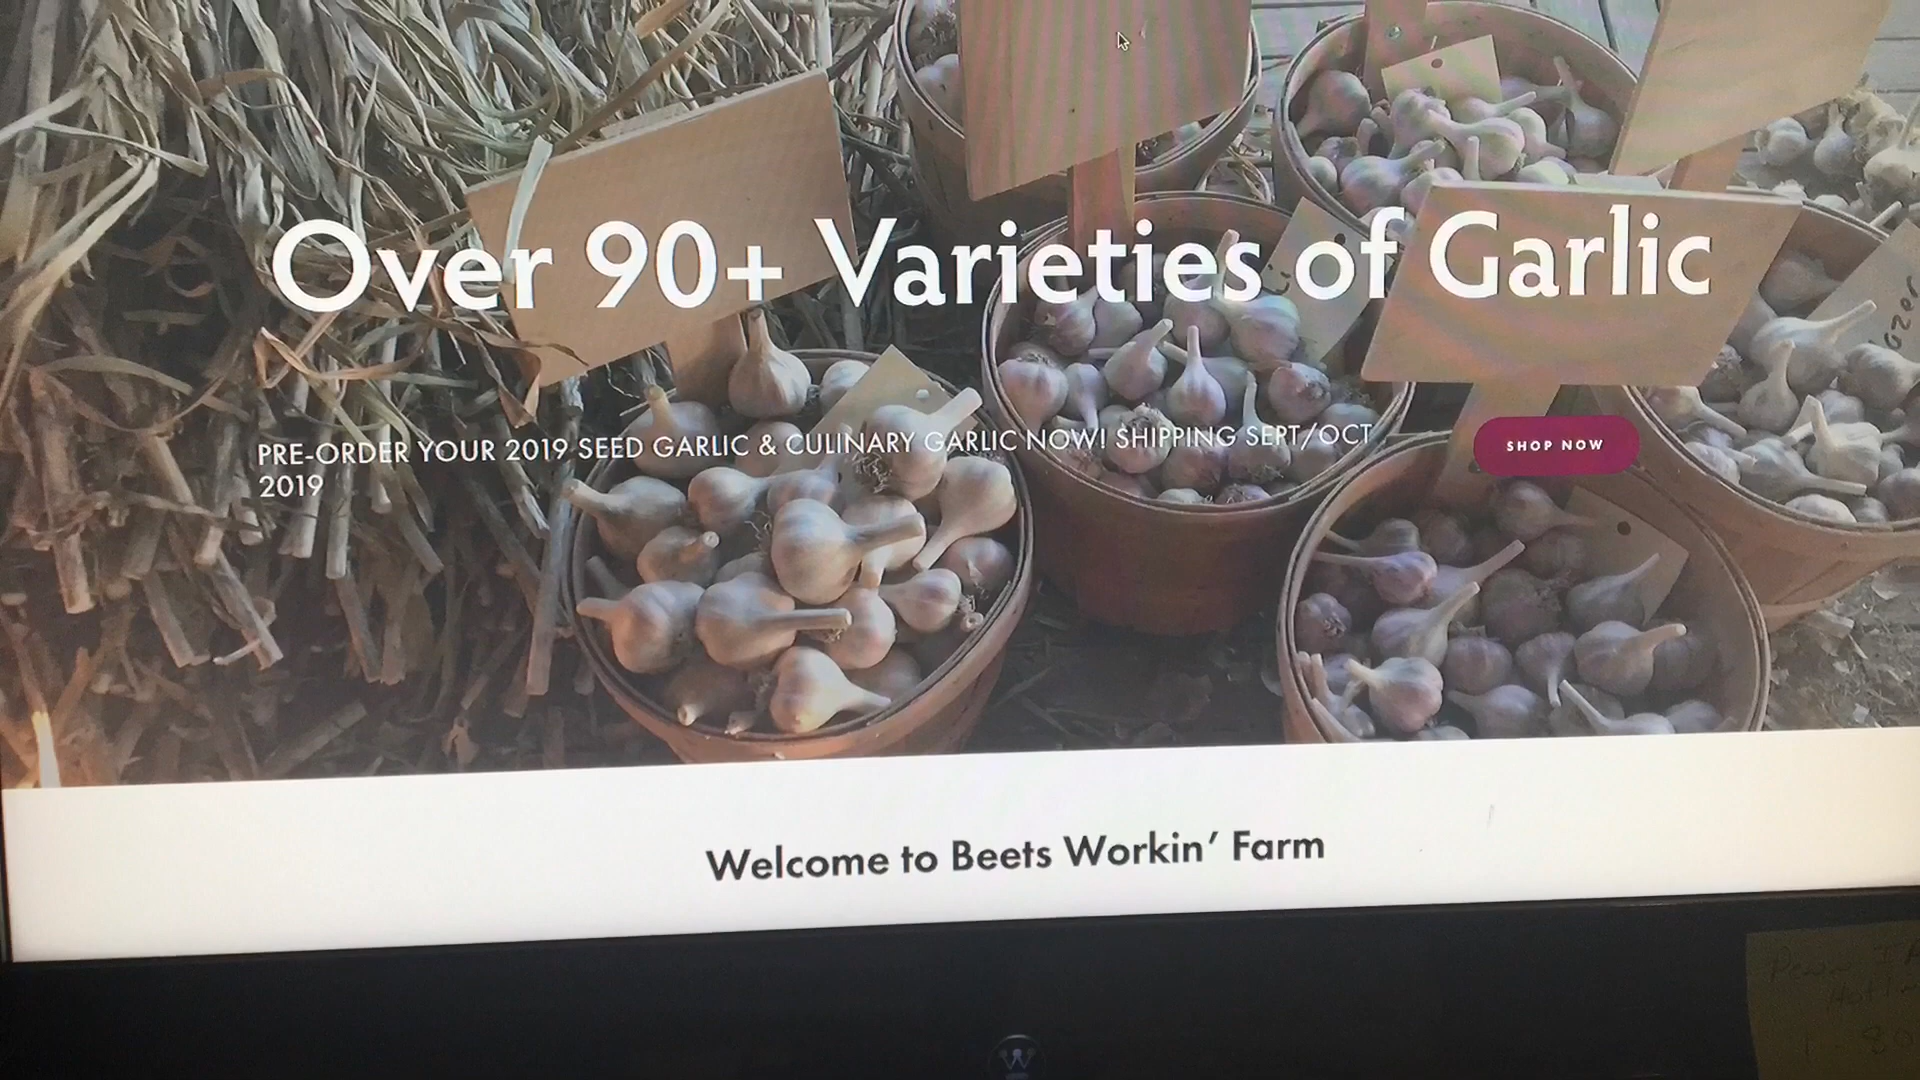 Over 90+ Varieties of Garlic
PRE-ORDER YOUR 2019 SEED GARLIC & CULINARY GARLIC NOW! SHIPPING SEPT/OCT
2019
SHOP NOW
Welcome to Beets Workin' Farm
W